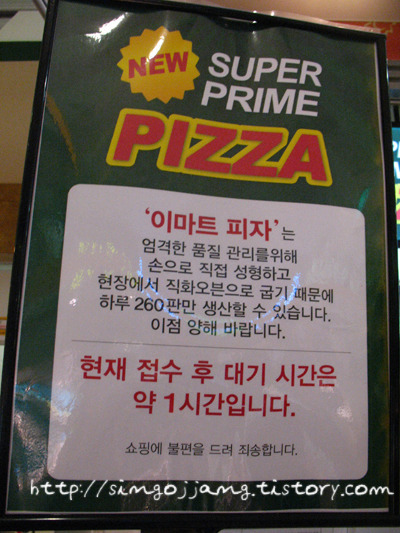 NEW
SUPER
PRIME
PIZZA
'이마트 피자'는
엄격한 품질 관리를위해
손으로 직접 성형하고
현장에서 직화오븐으로 굽기 때문에
하루 260판만 생산할 수 있습니다.
이점 양해 바랍니다.
현재 접수 후 대기 시간은
약 1시간입니다.
쇼핑에 불편을 드려 죄송합니다.
http://simgojjang.tistory.com